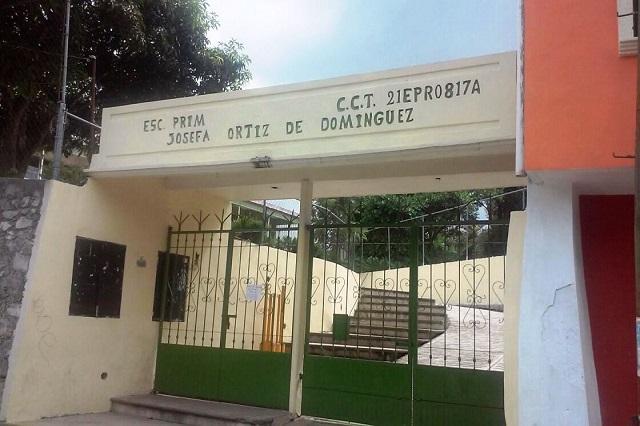 ESC. PRIM C.C.T. 21EPR0817A
JOSEFA ORTIZ DE DOMINGUEZ